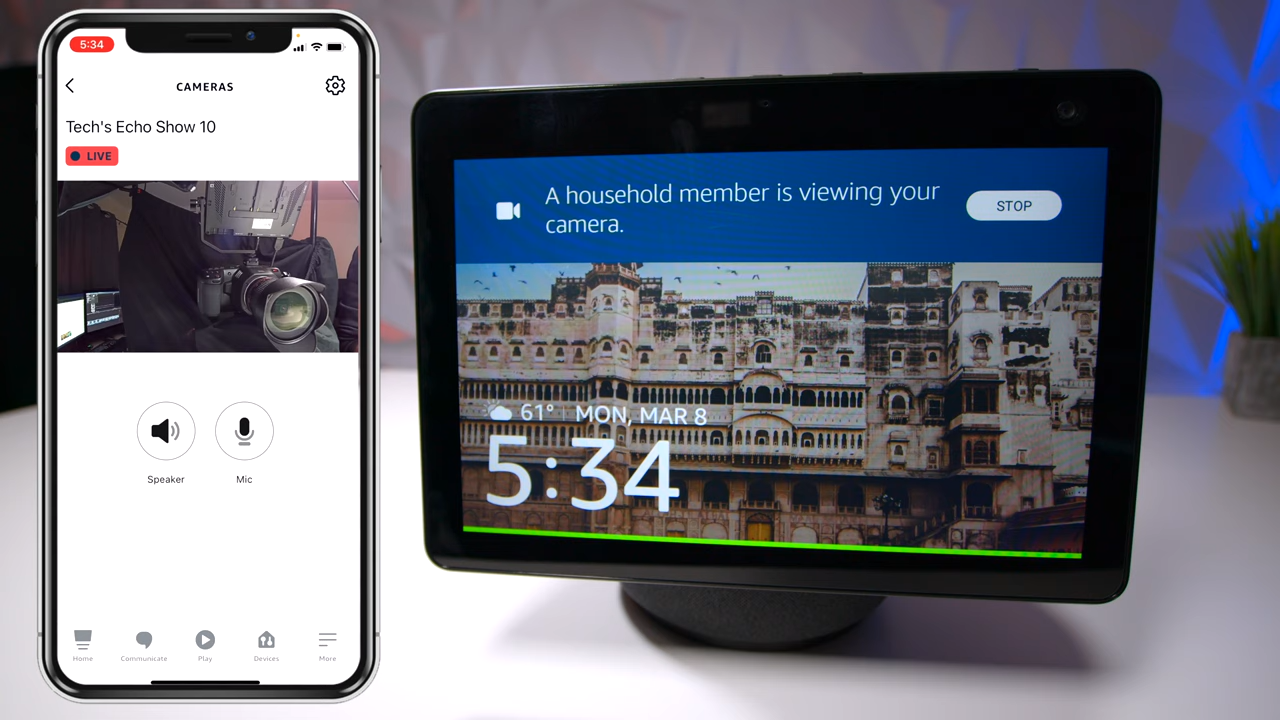 5:34
CAMERAS
Tech's Echo Show 10
LIVE
Speaker
Mic
Home
Communicate
Play
Devices
More
A household member is viewing your
camera.
STOP
61° | MON, MAR 8
5:34